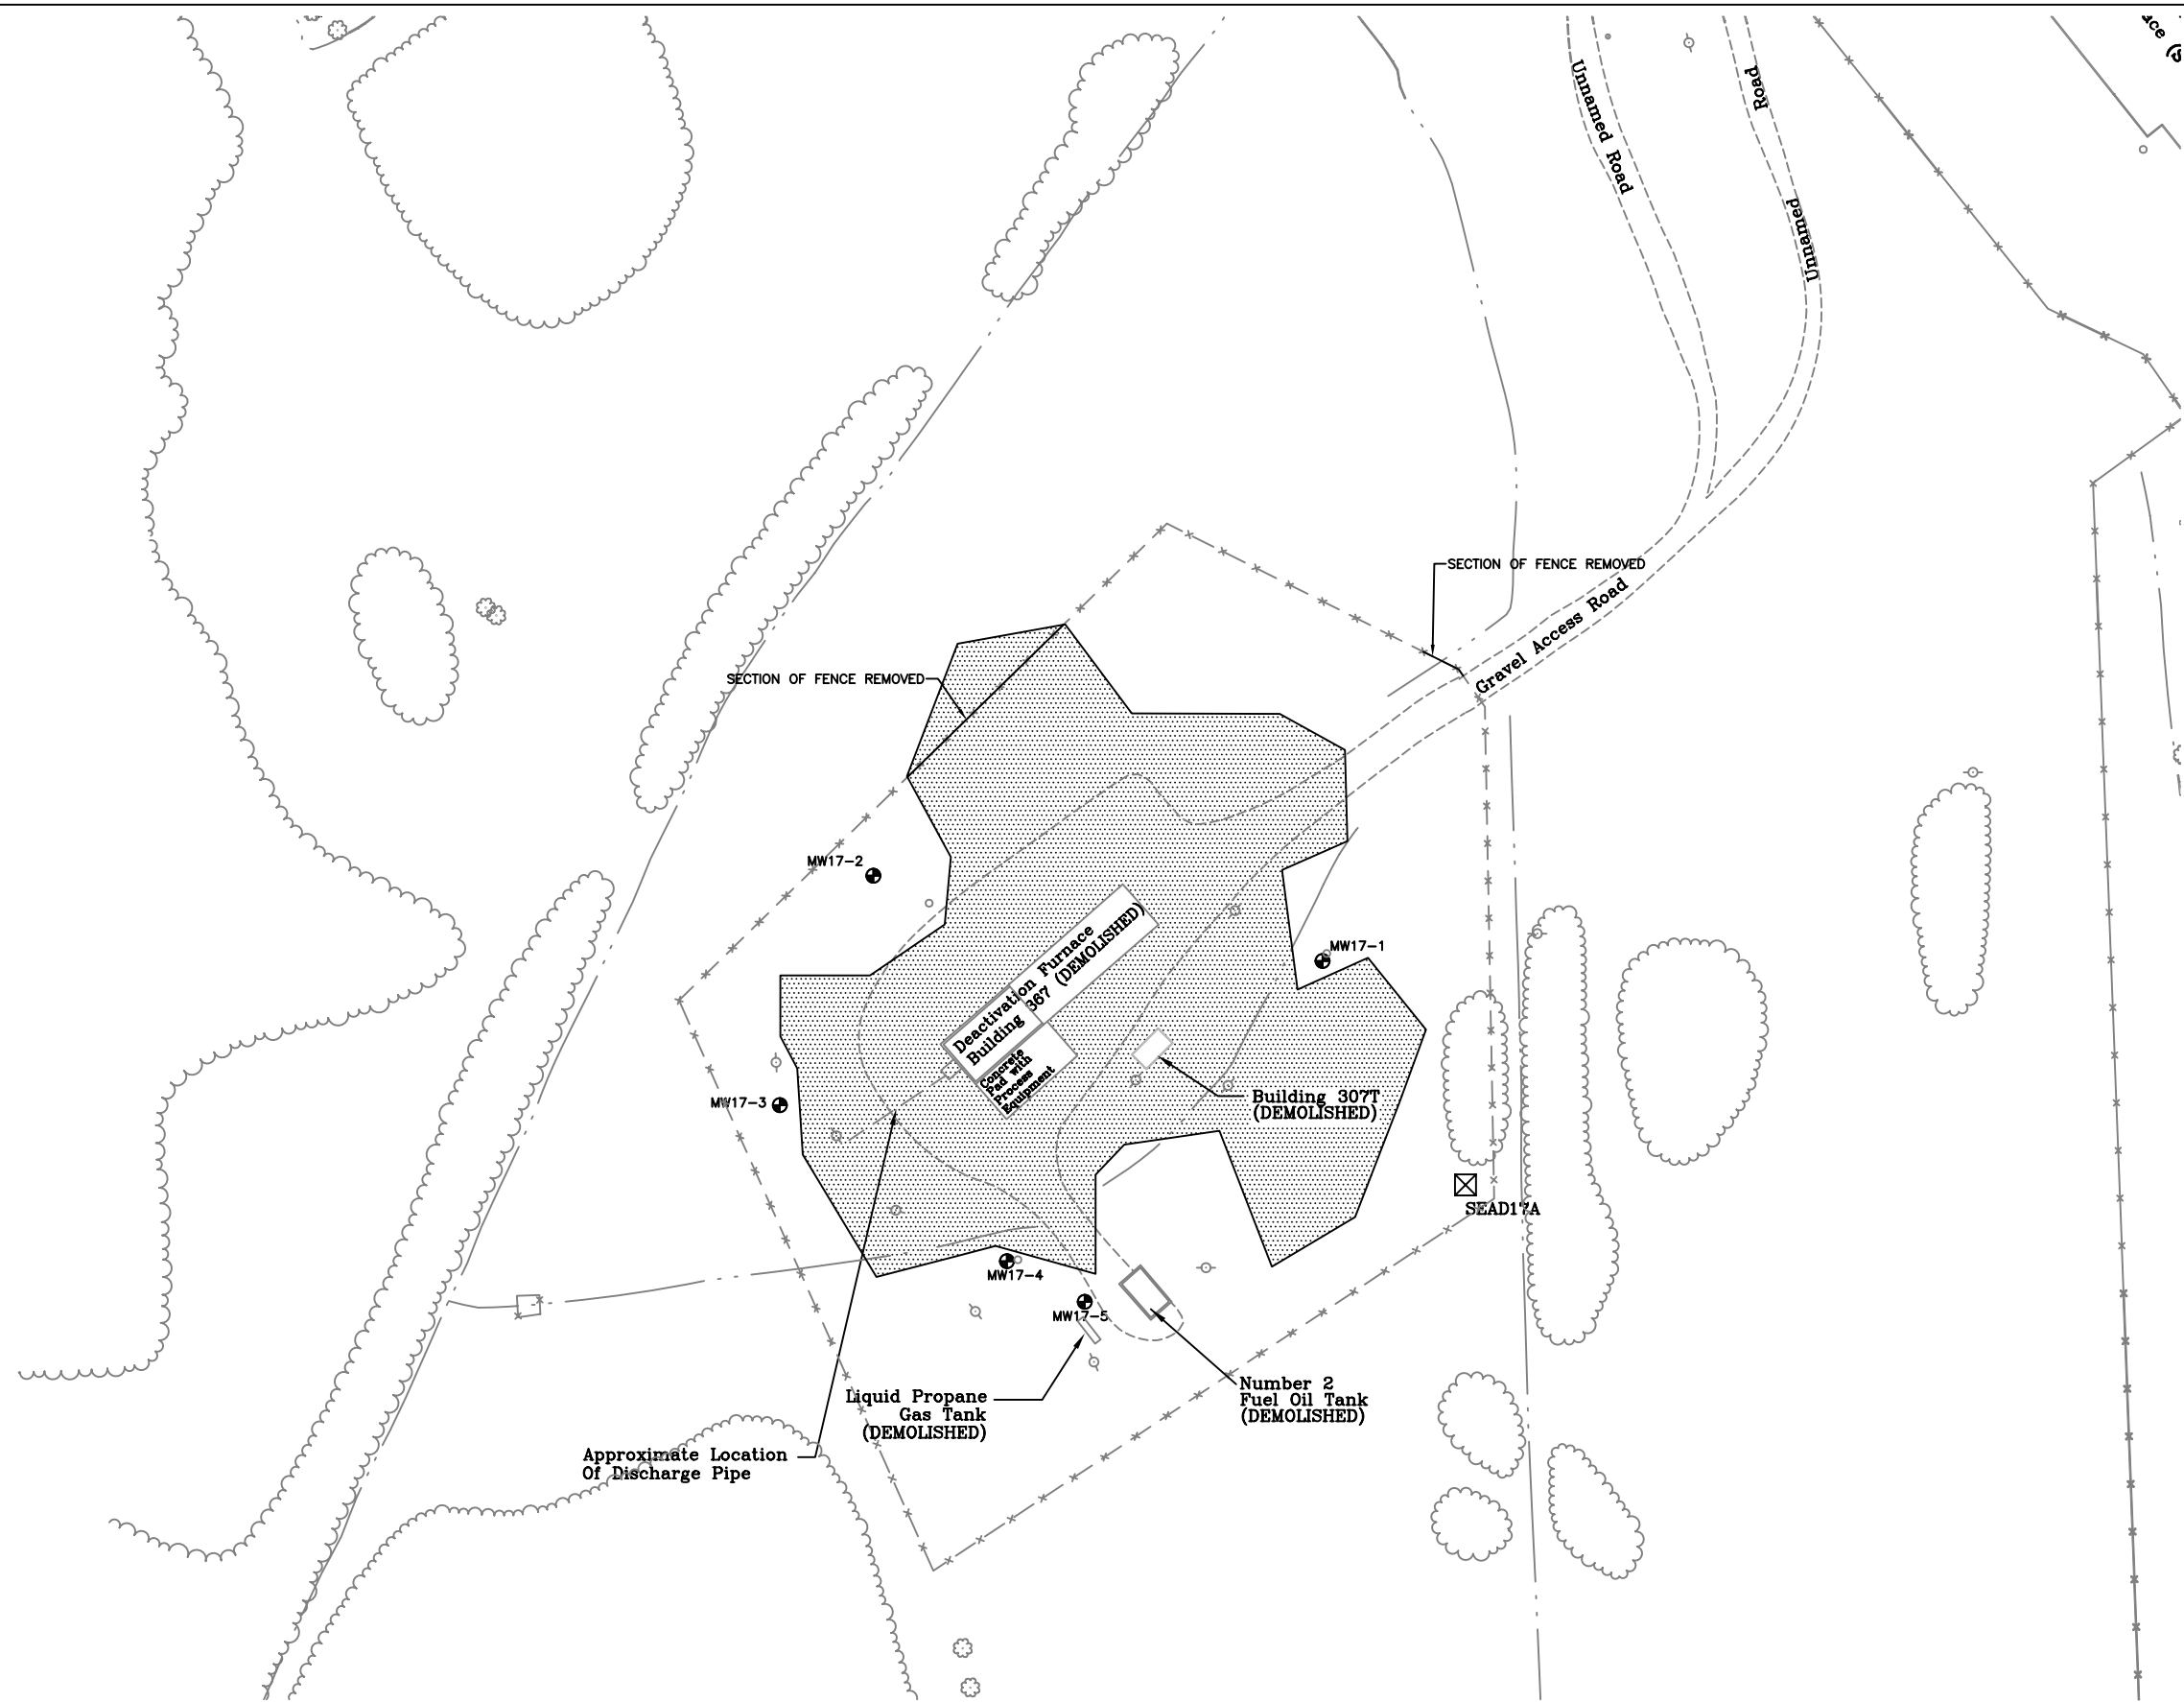 Unnamed Road
Road
Unnamed
SECTION OF FENCE REMOVED
Gravel Access Road
SECTION OF FENCE REMOVED
MW17-2
MW17-1
Deactivation Furnace
Building 367 (DEMOLISHED)
Concrete
Pad with
Process
Equipment
Building 307T
(DEMOLISHED)
MW17-3
SEAD17A
MW17-4
MW17-5
Liquid Propane
Gas Tank
(DEMOLISHED)
Number 2
Fuel Oil Tank
(DEMOLISHED)
Approximate Location
Of Discharge Pipe